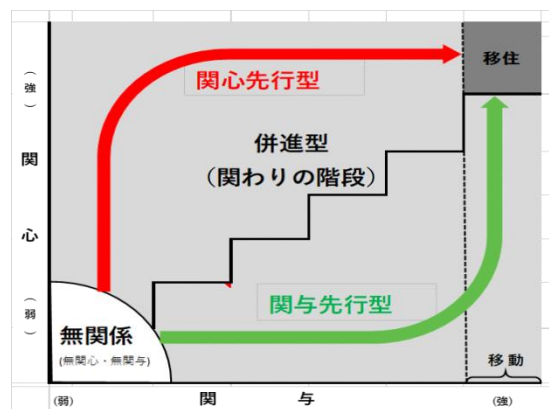 移住
関心先行型
（強）
関心
（弱）
併進型
（関わりの階段）
関与先行型
無関係
(無関心・無関与)
移動
(弱)
関与
(強)